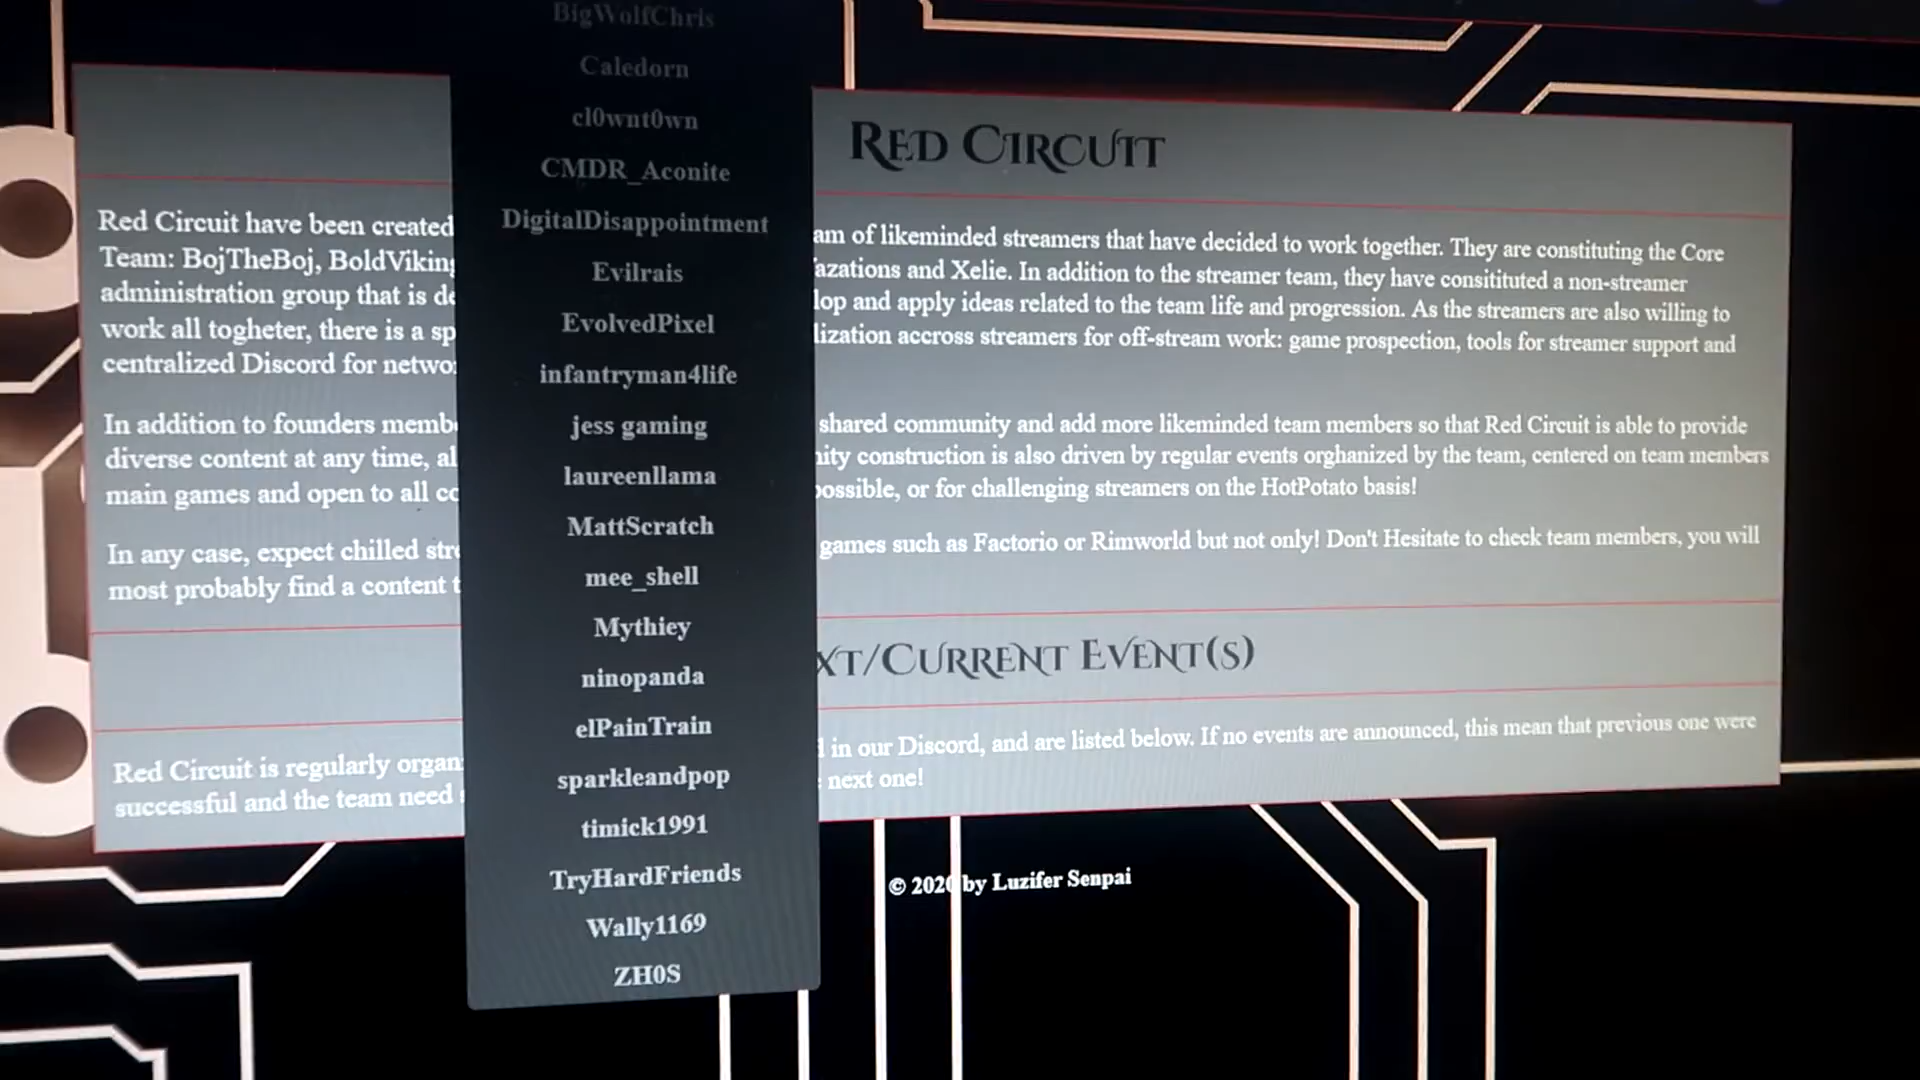 BigWolfChris
Caledorn
cl0wnt0wn
CMDR_Aconite
DigitalDisappointment
Evilrais
EvolvedPixel
infantryman4life
jess gaming
laureenllama
MattScratch
mee_shell
Mythiey
ninopanda
elPainTrain
sparkleandpop
timick1991
TryHardFriends
Wally1169
ZH0S
Red Circuit
Red Circuit have been created am of likeminded streamers that have decided to work together. They are constituting the Core
Team: BojTheBoj, BoldViking azations and Xelie. In addition to the streamer team, they have consitituted a non-streamer
administration group that is de lop and apply ideas related to the team life and progression. As the streamers are also willing to
work all togheter, there is a sp lization accross streamers for off-stream work: game prospection, tools for streamer support and
centralized Discord for netwo
In addition to founders memb shared community and add more likeminded team members so that Red Circuit is able to provide
diverse content at any time, al nity construction is also driven by regular events orghanized by the team, centered on team members
main games and open to all co possible, or for challenging streamers on the HotPotato basis!
In any case, expect chilled stre games such as Factorio or Rimworld but not only! Don't Hesitate to check team members, you will
most probably find a content t
xt/Current Event(s)
Red Circuit is regularly organ in our Discord, and are listed below. If no events are announced, this mean that previous one were
successful and the team need next one!
© 2020 by Luzifer Senpai